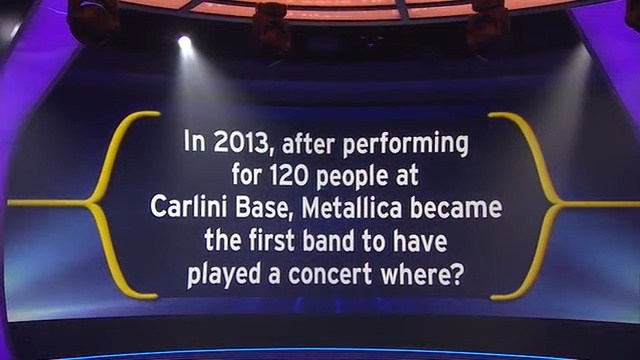 In 2013, after performing
for 120 people at
Carlini Base, Metallica became
the first band to have
played a concert where?